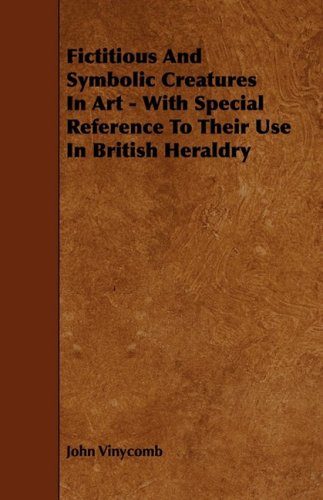 Fictitious And
Symbolic Creatures
In Art - With Special
Reference To Their Use
In British Heraldry
John Vinycomb